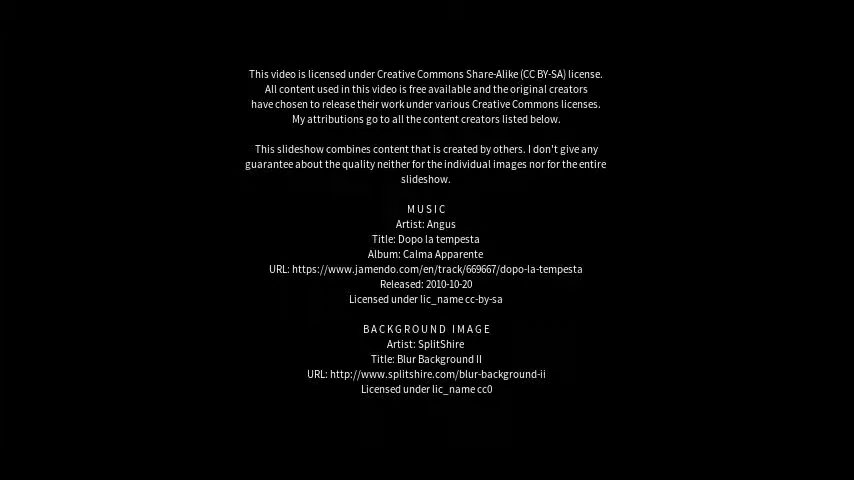 This video is licensed under Creative Commons Share-Alike (CC BY-SA) license.
All content used in this video is free available and the original creators
have chosen to release their work under various Creative Commons licenses.
My attributions go to all the content creators listed below.
This slideshow combines content that is created by others. I don't give any
guarantee about the quality neither for the individual images nor for the entire
slideshow.
MUSIC
Artist: Angus
Title: Dopo la tempesta
Album: Calma Apparente
URL: https://www.jamendo.com/en/track/669667/dopo-la-tempesta
Released: 2010-10-20
Licensed under lic_name cc-by-sa
BACKGROUND IMAGE
Artist: SplitShire
Title: Blur Background II
URL: http://www.splitshire.com/blur-background-ii
Licensed under lic_name cc0